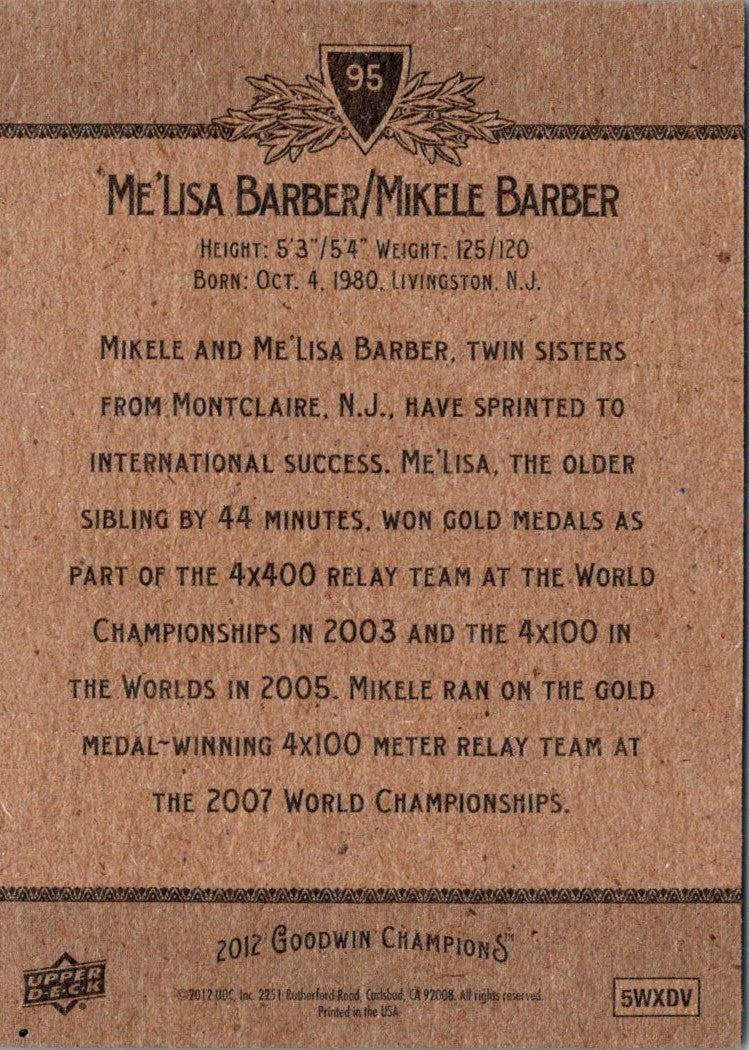 95
Me'Lisa Barber/Mikele Barber
Height: 5'3"/5'4" Weight: 125/120
Born: Oct. 4, 1980, Livingston, N.J.
Mikele and Me'Lisa Barber, twin sisters
from Montclaire, N.J., have sprinted to
international success. Me'Lisa, the older
sibling by 44 minutes, won gold medals as
part of the 4x400 relay team at the World
Championships in 2003 and the 4x100 in
the Worlds in 2005. Mikele ran on the gold
medal-winning 4x100 meter relay team at
the 2007 World Championships.
2012 Goodwin Champions™
UPPER
DECK
©2012 UDC, Inc. 2251 Rutherford Road, Carlsbad, CA 92008. All rights reserved.
Printed in the USA
5WXDV